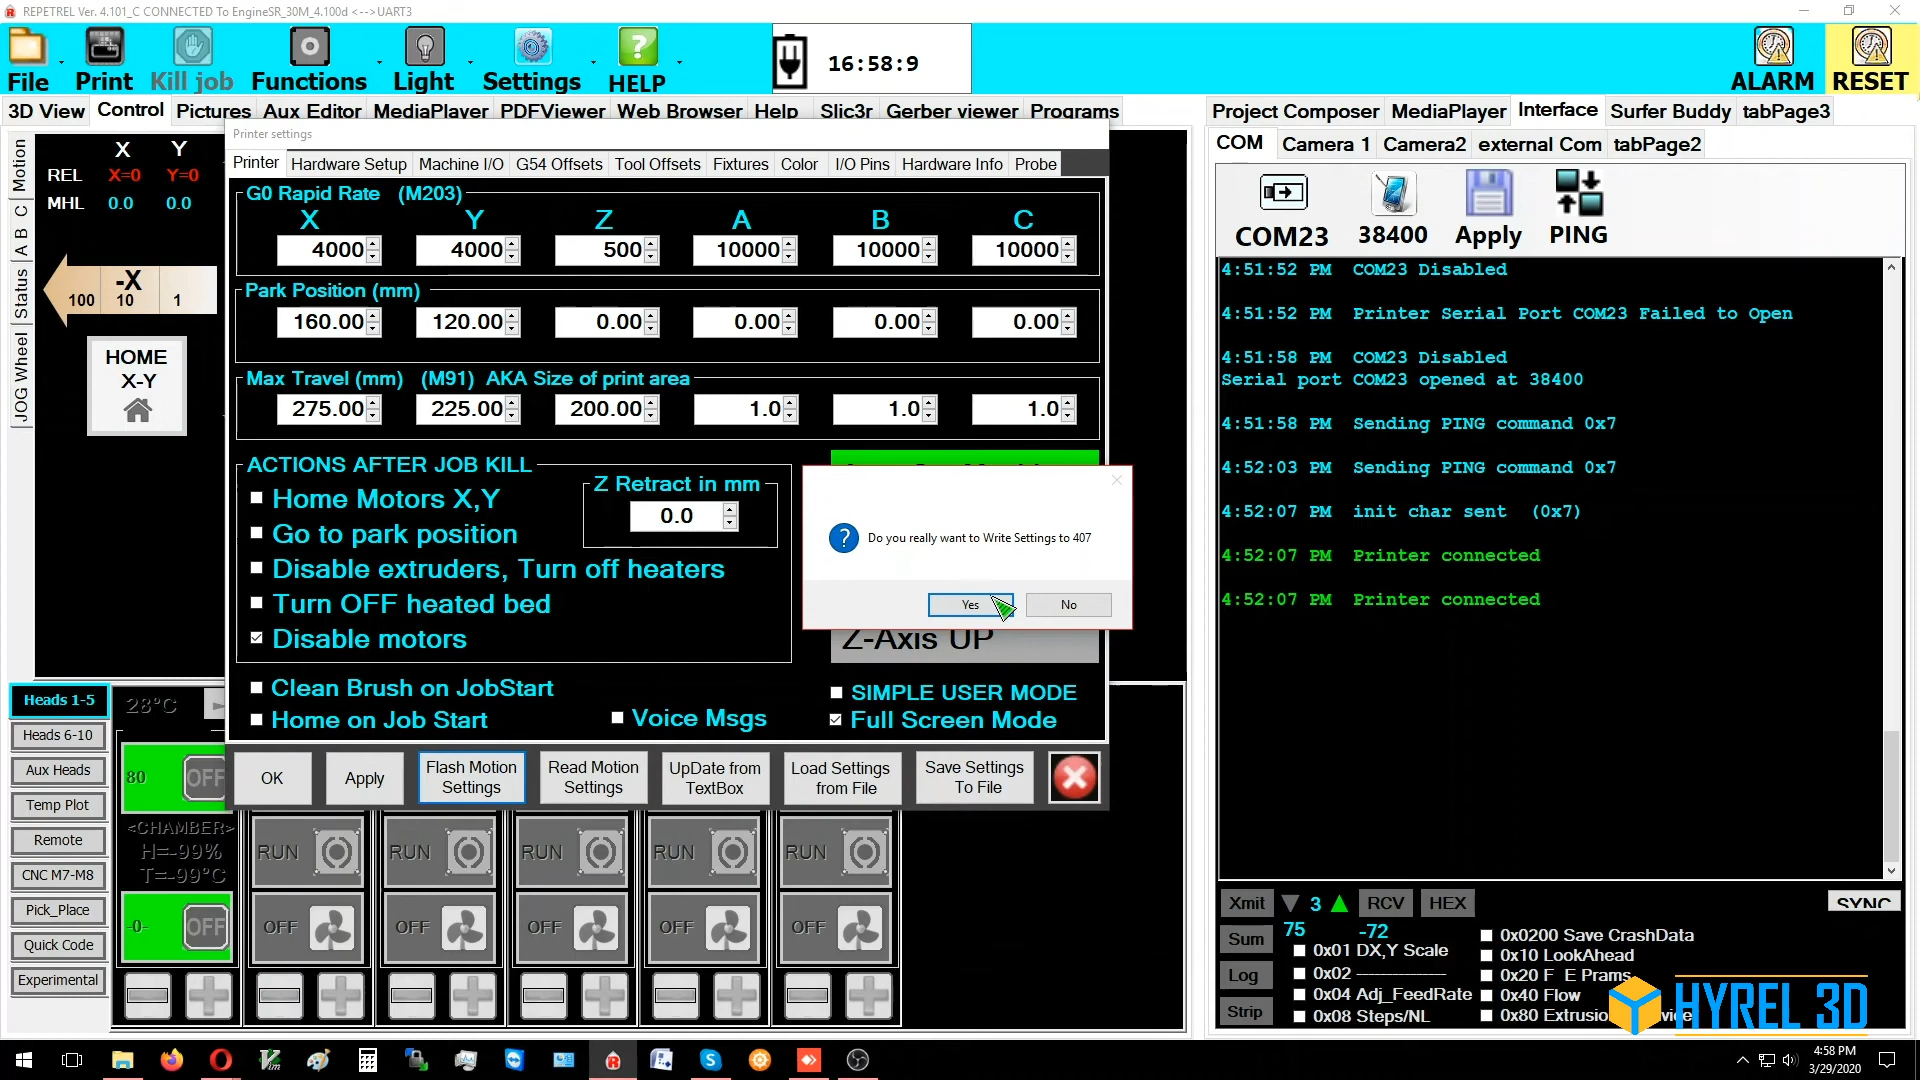 REPETREL Ver. 4.101_C CONNECTED To EngineSR_30M_4.100d <-->UART3
File Print Kill job Functions Light Settings HELP 16:58:9 ALARM RESET
3D View Control Pictures Aux Editor MediaPlayer PDFViewer Web Browser Help Slic3r Gerber viewer Programs
Project Composer MediaPlayer Interface Surfer Buddy tabPage3
Motion
A B C
Status
JOG Wheel
X Y
REL X=0 Y=0
MHL 0.0 0.0
-X
100 10 1
HOME
X-Y
Printer settings
Printer Hardware Setup Machine I/O G54 Offsets Tool Offsets Fixtures Color I/O Pins Hardware Info Probe
G0 Rapid Rate (M203)
X Y Z A B C
4000 4000 500 10000 10000 10000
Park Position (mm)
160.00 120.00 0.00 0.00 0.00 0.00
Max Travel (mm) (M91) AKA Size of print area
275.00 225.00 200.00 1.0 1.0 1.0
ACTIONS AFTER JOB KILL
Home Motors X,Y
Go to park position
Disable extruders, Turn off heaters
Turn OFF heated bed
Disable motors
Z Retract in mm
0.0
Do you really want to Write Settings to 407
Yes No
Z-Axis UP
Clean Brush on JobStart
Home on Job Start
Voice Msgs
SIMPLE USER MODE
Full Screen Mode
OK
Apply
Flash Motion
Settings
Read Motion
Settings
UpDate from
TextBox
Load Settings
from File
Save Settings
To File
Heads 1-5
Heads 6-10
Aux Heads
Temp Plot
Remote
CNC M7-M8
Pick_Place
Quick Code
Experimental
28°C
80 OFF
<CHAMBER>
H=-99%
T=-99°C
-0- OFF
RUN RUN RUN RUN RUN
OFF OFF OFF OFF OFF
COM Camera 1 Camera2 external Com tabPage2
COM23 38400 Apply PING
4:51:52 PM COM23 Disabled
4:51:52 PM Printer Serial Port COM23 Failed to Open
4:51:58 PM COM23 Disabled
Serial port COM23 opened at 38400
4:51:58 PM Sending PING command 0x7
4:52:03 PM Sending PING command 0x7
4:52:07 PM init char sent (0x7)
4:52:07 PM Printer connected
4:52:07 PM Printer connected
Xmit 3 RCV HEX SYNC
Sum 75 -72
Log
Strip
0x01 DX,Y Scale
0x02 ---------------
0x04 Adj_FeedRate
0x08 Steps/NL
0x0200 Save CrashData
0x10 LookAhead
0x20 F E Prams
0x40 Flow
0x80
HYREL 3D
4:58 PM
3/29/2020